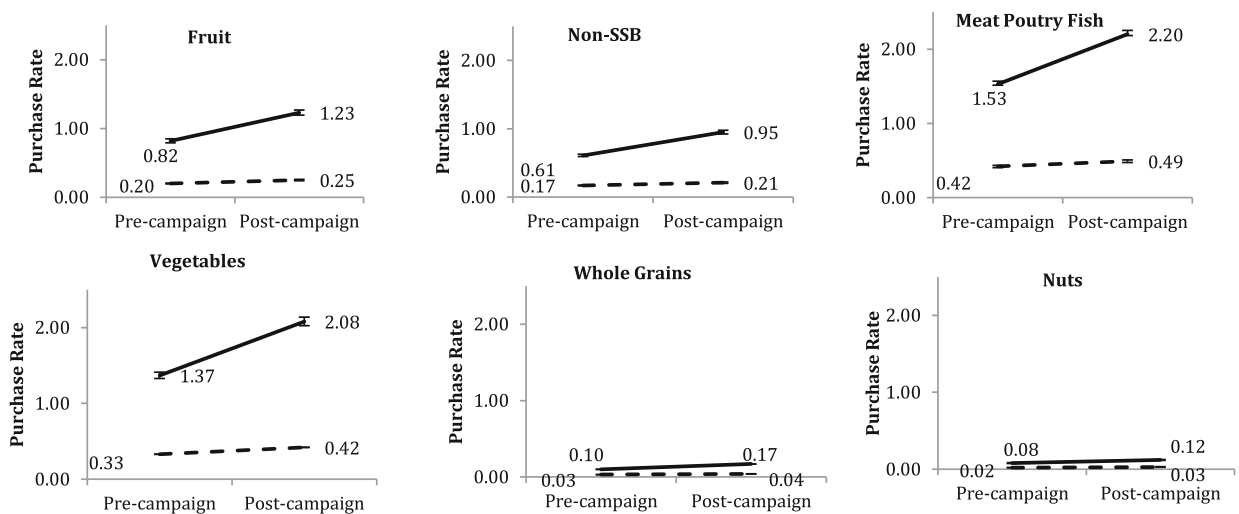 Fruit
Purchase Rate
2.00
1.00
0.00
0.82
1.23
0.20
0.25
Pre-campaign Post-campaign
Non-SSB
Purchase Rate
2.00
1.00
0.00
0.61
0.95
0.17
0.21
Pre-campaign Post-campaign
Meat Poutry Fish
Purchase Rate
2.00
1.00
0.00
1.53
2.20
0.42
0.49
Pre-campaign Post-campaign
Vegetables
Purchase Rate
2.00
1.00
0.00
1.37
2.08
0.33
0.42
Pre-campaign Post-campaign
Whole Grains
Purchase Rate
2.00
1.00
0.00
0.10
0.17
0.03
0.04
Pre-campaign Post-campaign
Nuts
Purchase Rate
2.00
1.00
0.00
0.08
0.12
0.02
0.03
Pre-campaign Post-campaign